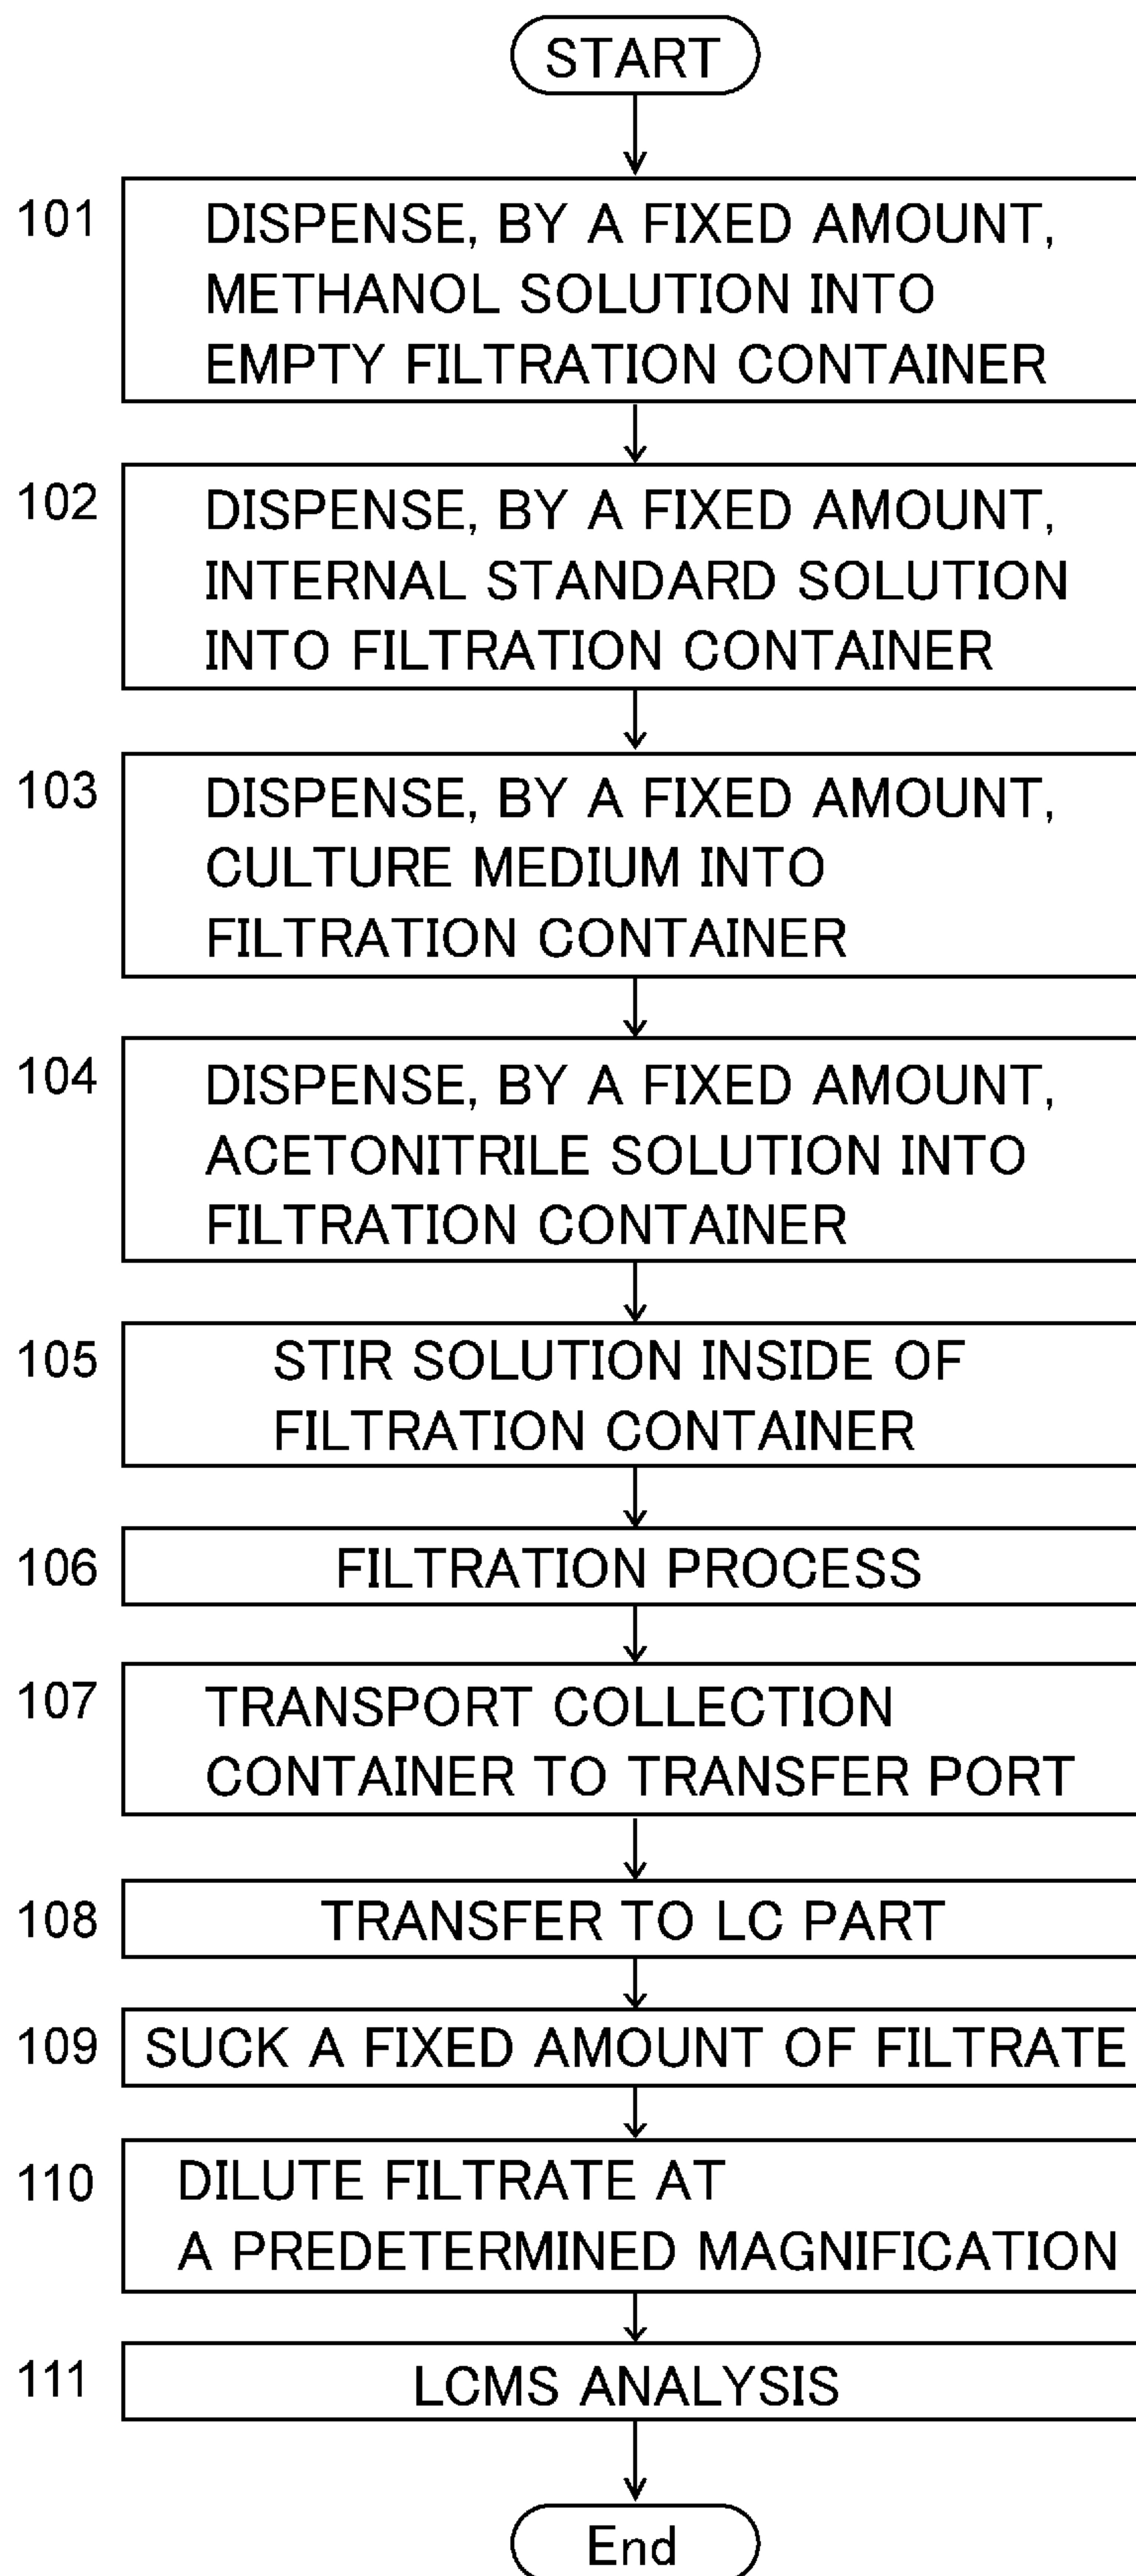 START
101
DISPENSE, BY A FIXED AMOUNT,
METHANOL SOLUTION INTO
EMPTY FILTRATION CONTAINER
102
DISPENSE, BY A FIXED AMOUNT,
INTERNAL STANDARD SOLUTION
INTO FILTRATION CONTAINER
103
DISPENSE, BY A FIXED AMOUNT,
CULTURE MEDIUM INTO
FILTRATION CONTAINER
104
DISPENSE, BY A FIXED AMOUNT,
ACETONITRILE SOLUTION INTO
FILTRATION CONTAINER
105
STIR SOLUTION INSIDE OF
FILTRATION CONTAINER
106
FILTRATION PROCESS
107
TRANSPORT COLLECTION
CONTAINER TO TRANSFER PORT
108
TRANSFER TO LC PART
109
SUCK A FIXED AMOUNT OF FILTRATE
110
DILUTE FILTRATE AT
A PREDETERMINED MAGNIFICATION
111
LCMS ANALYSIS
End